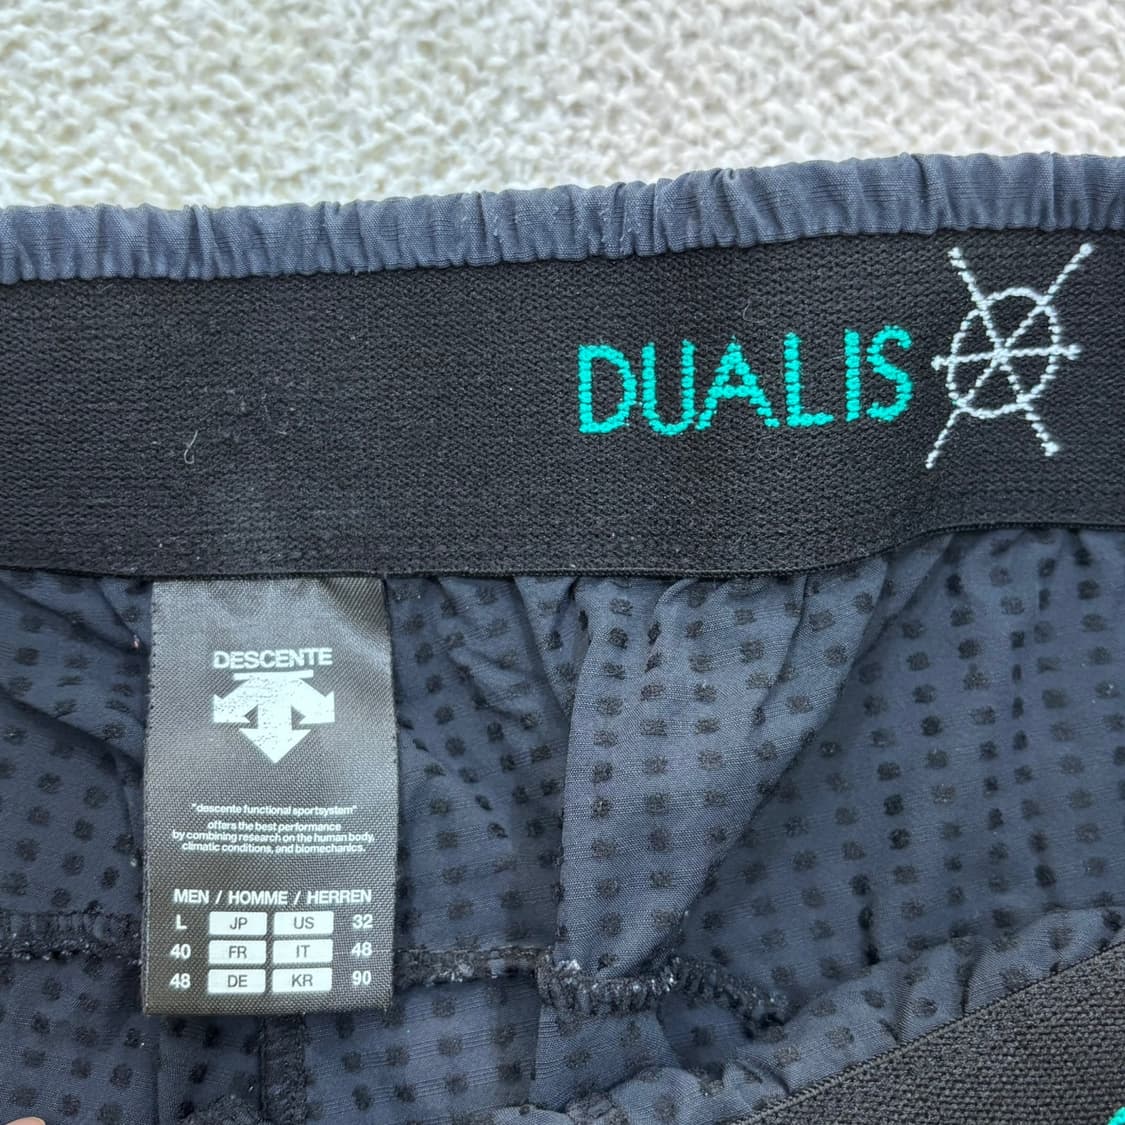 DUALIS
DESCENTE
"descente functional sportsystem"
offers the best performance
by combining research on the human body,
climatic conditions, and biomechanics.
MEN / HOMME / HERREN
L JP US 32
40 FR IT 48
48 DE KR 90